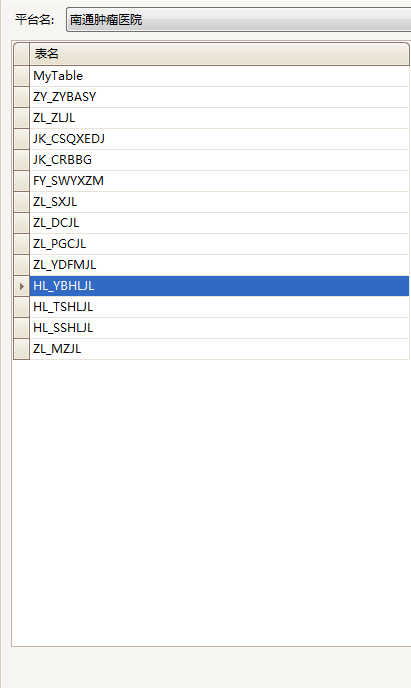 平台名: 南通肿瘤医院
表名
MyTable
ZY_ZYBASY
ZL_ZLJL
JK_CSQXEDJ
JK_CRBBG
FY_SWYXZM
ZL_SXJL
ZL_DCJL
ZL_PGCJL
ZL_YDFMJL
HL_YBHLJL
HL_TSHLJL
HL_SSHLJL
ZL_MZJL